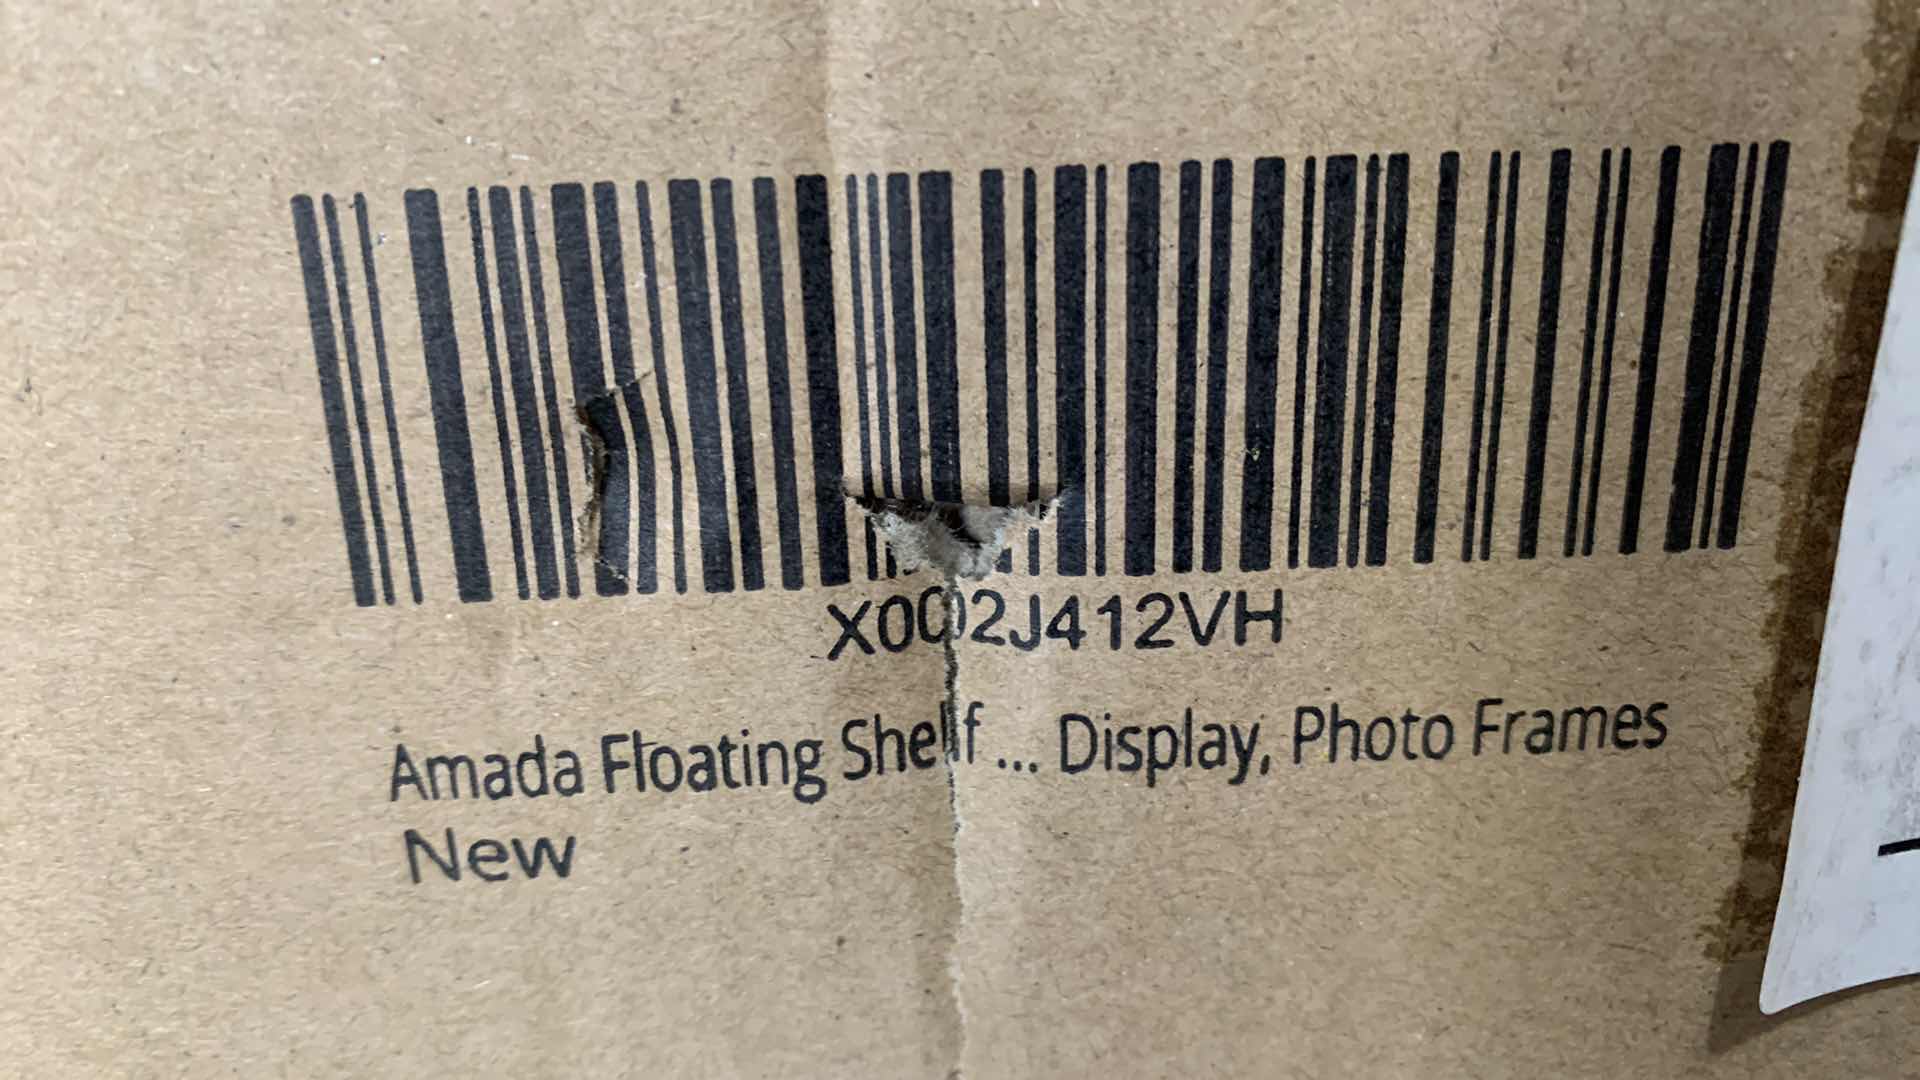 X002J412VH
Amada Floating Shelf ... Display, Photo Frames
New